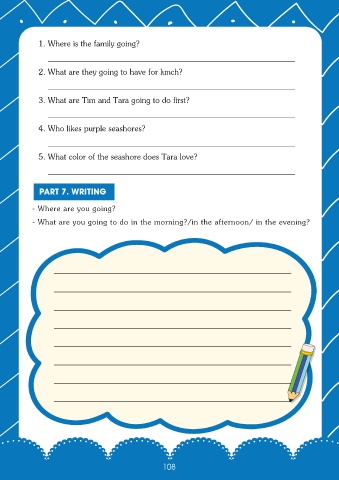 1. Where is the family going?
2. What are they going to have for lunch?
3. What are Tim and Tara going to do first?
4. Who likes purple seashores?
5. What color of the seashore does Tara love?
PART 7. WRITING
- Where are you going?
- What are you going to do in the morning?/in the afternoon/ in the evening?
108